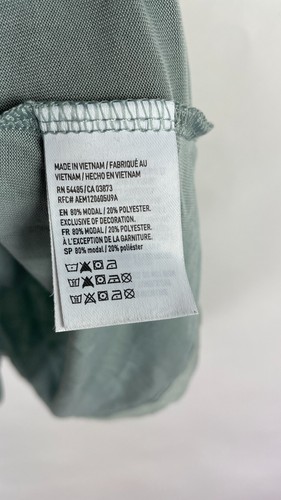 MADE IN VIETNAM / FABRIQUÉ AU
VIETNAM / HECHO EN VIETNAM
RN 54485 / CA 03873
RFC# AEM120605U9A
EN 80% MODAL / 20% POLYESTER.
EXCLUSIVE OF DECORATION.
FR 80% MODAL / 20% POLYESTER.
À L'EXCEPTION DE LA GARNITURE.
SP 80% modal / 20% poliéster